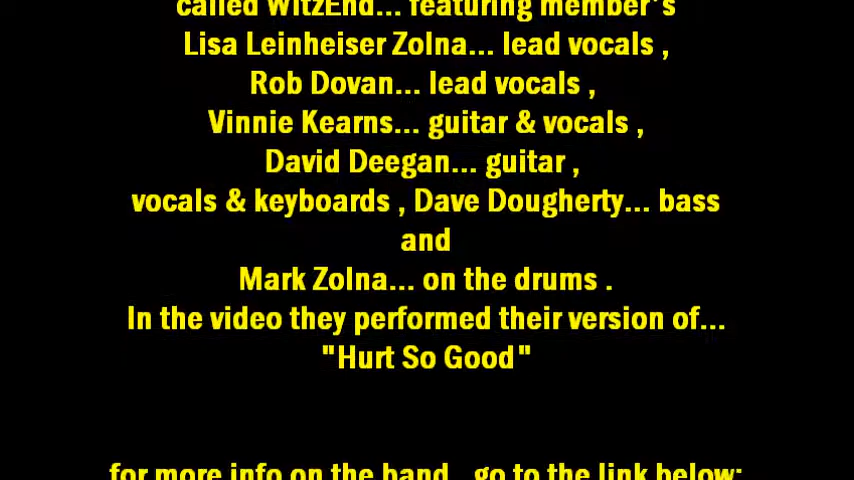 called WitzEnd... featuring member's
Lisa Leinheiser Zolna... lead vocals ,
Rob Dovan... lead vocals ,
Vinnie Kearns... guitar & vocals ,
David Deegan... guitar ,
vocals & keyboards , Dave Dougherty... bass
and
Mark Zolna... on the drums .
In the video they performed their version of...
"Hurt So Good"
for more info on the band , go to the link below: